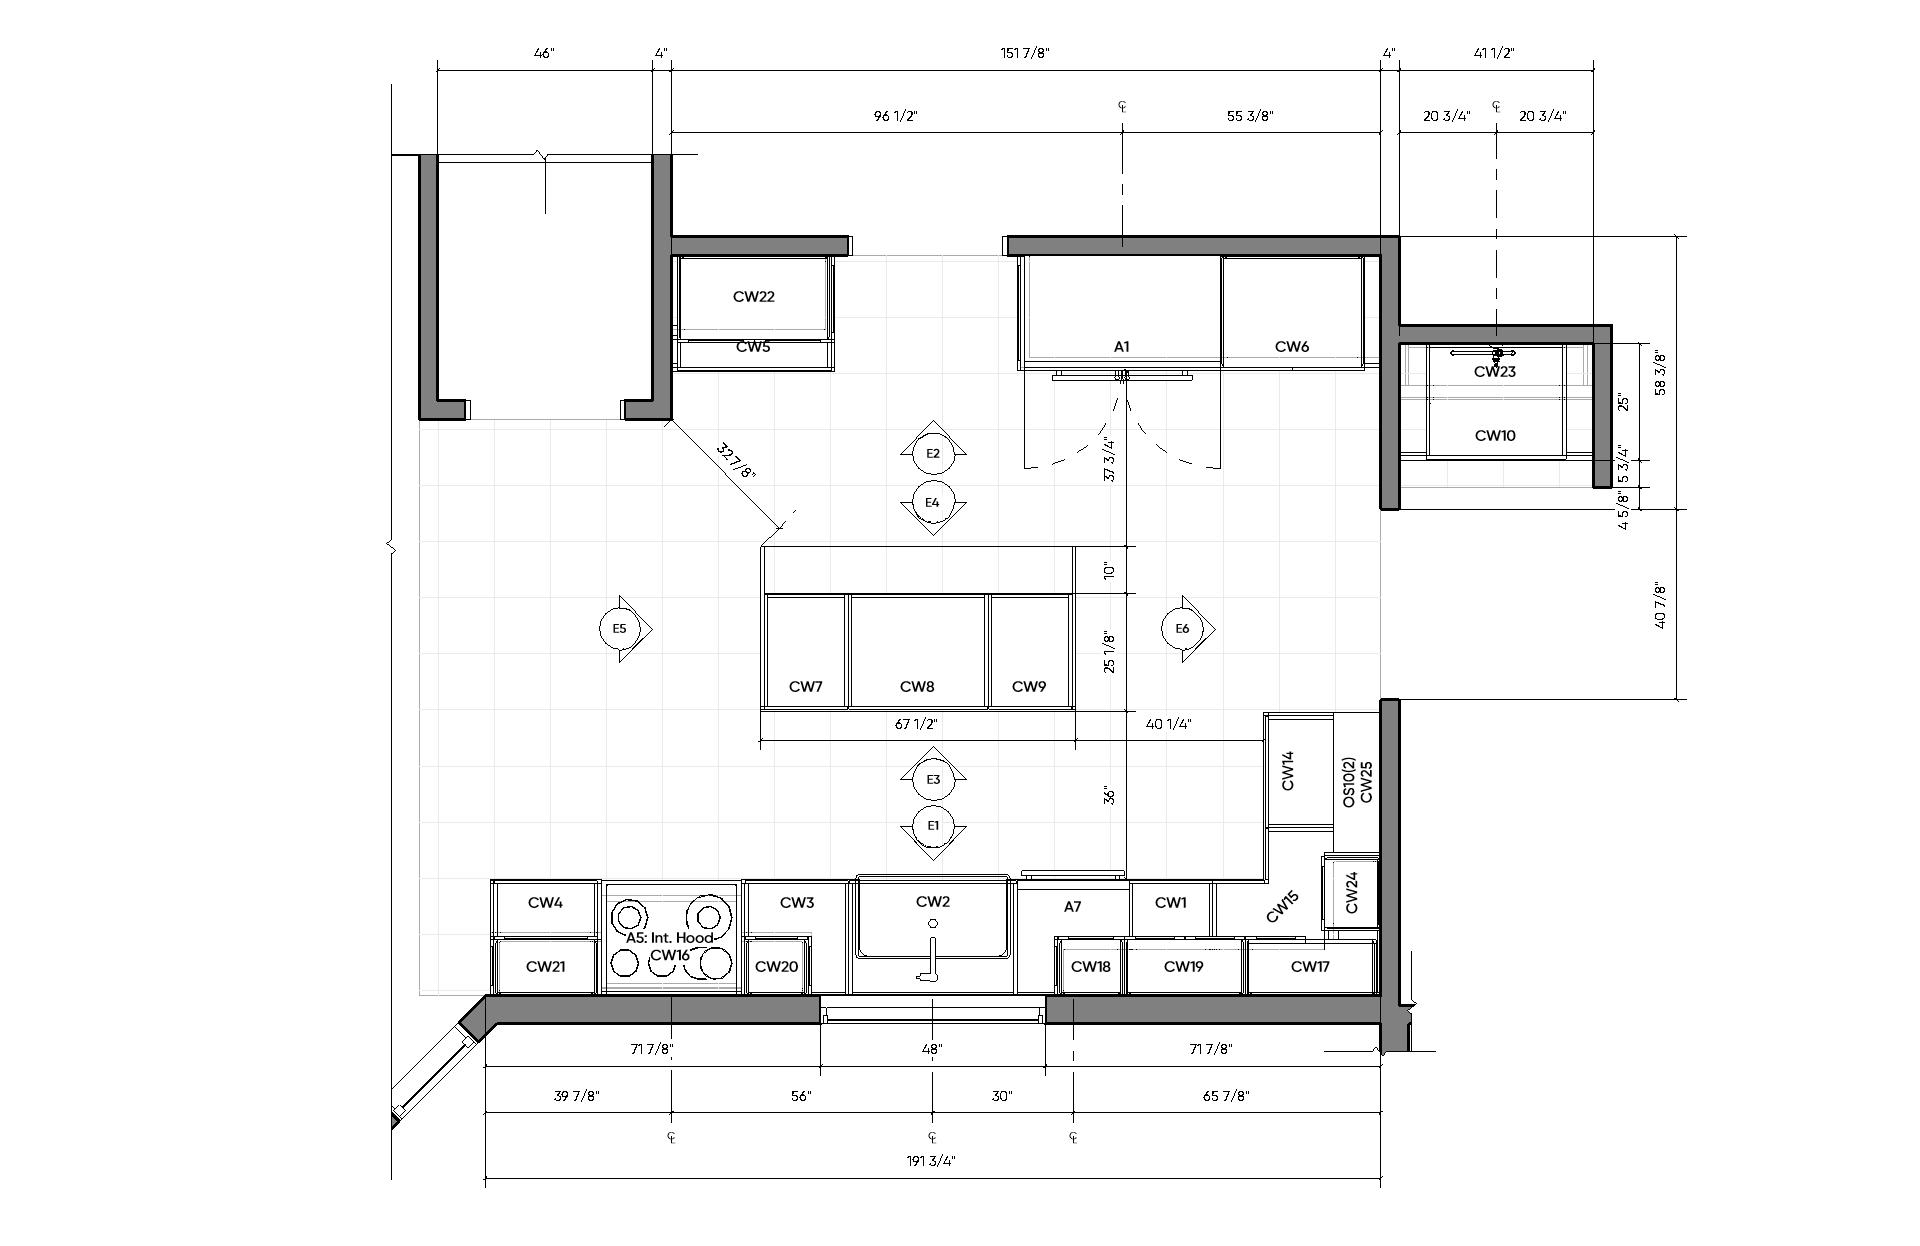 46"
4"
151 7/8"
4"
41 1/2"
96 1/2"
℄
55 3/8"
20 3/4"
℄
20 3/4"
CW22
CW5
A1
CW6
CW23
CW10
58 3/8"
25"
5 3/4"
4 5/8"
32 7/8"
E2
E4
37 3/4"
10"
E5
E6
25 1/8"
40 7/8"
CW7
CW8
CW9
67 1/2"
40 1/4"
E3
E1
36"
CW14
OS10(2)
CW25
CW4
CW3
CW2
A7
CW1
CW15
CW24
A5: Int. Hood
CW16
CW21
CW20
CW18
CW19
CW17
71 7/8"
48"
71 7/8"
39 7/8"
56"
30"
65 7/8"
℄
℄
℄
191 3/4"